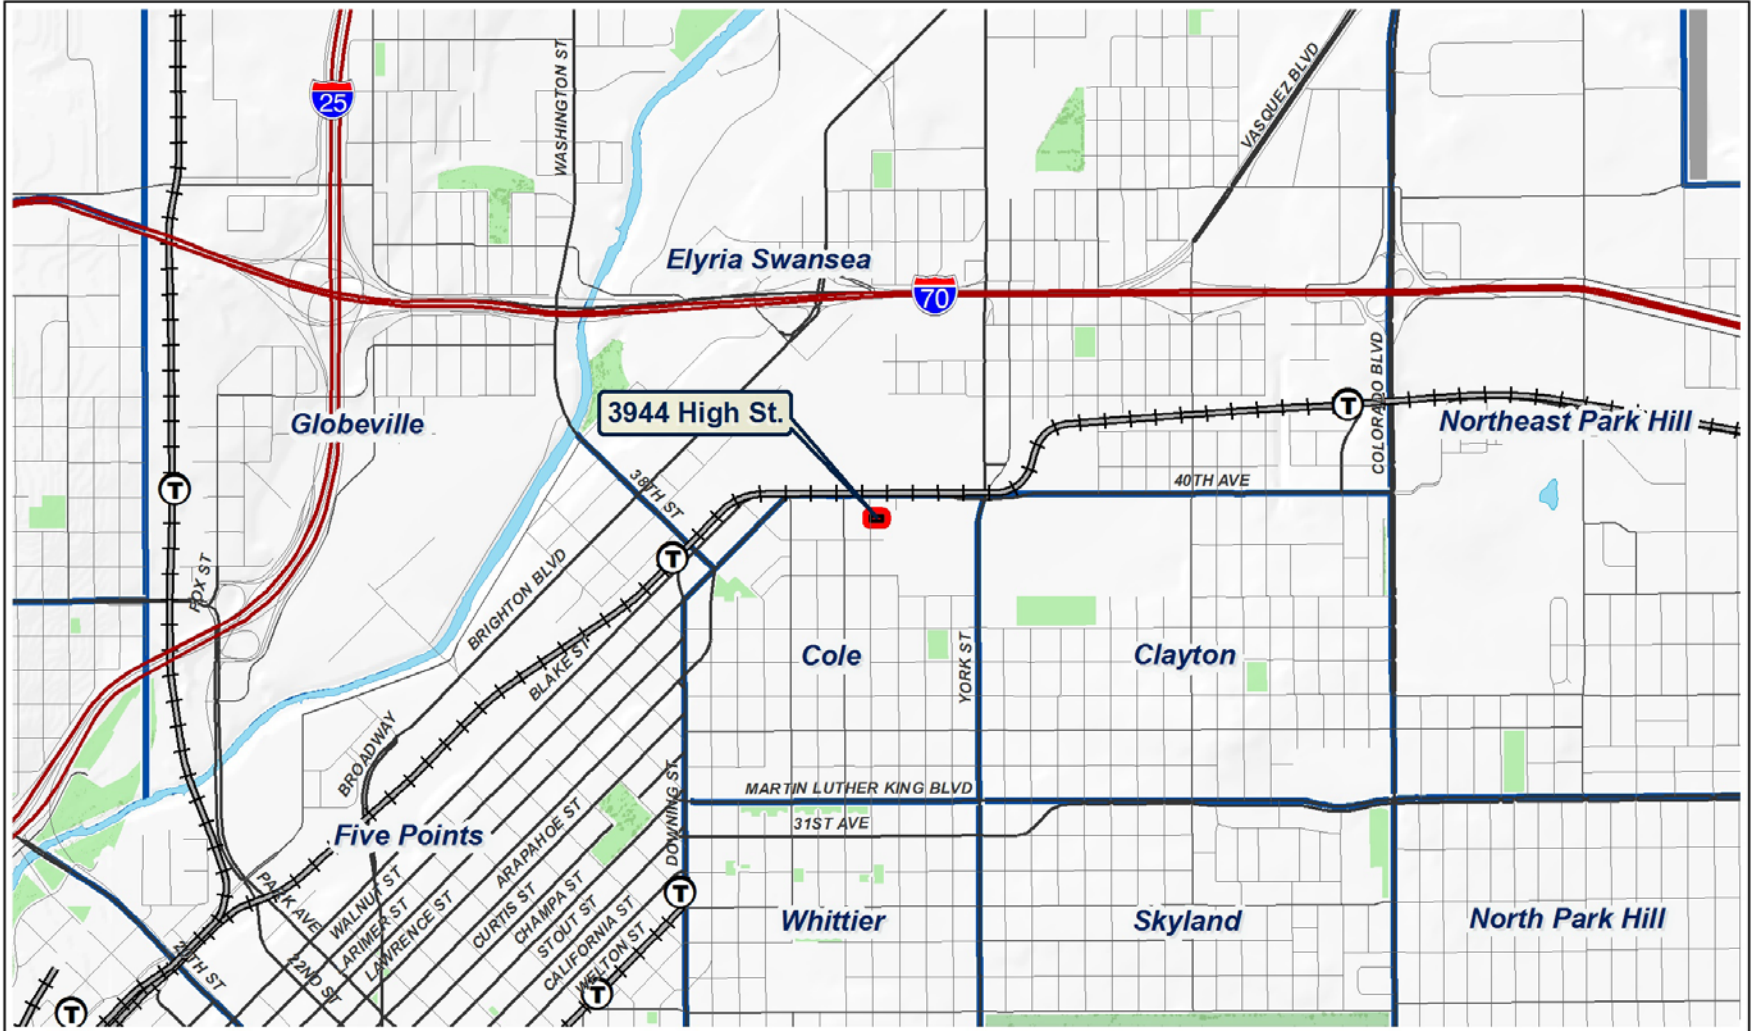 25
WASHINGTON ST
VASQUEZ BLVD
Elyria Swansea
70
COLORADO BLVD
3944 High St.
Globeville
T
Northeast Park Hill
38TH ST
40TH AVE
T
T
FOX ST
BRIGHTON BLVD
BLAKE ST
Cole
YORK ST
Clayton
BROADWAY
DOWNING ST
MARTIN LUTHER KING BLVD
31ST AVE
Five Points
ARAPAHOE ST
PARK AVE
WALNUT ST
LARIMER ST
LAWRENCE ST
CURTIS ST
CHAMPA ST
STOUT ST
CALIFORNIA ST
WELTON ST
T
Whittier
Skyland
North Park Hill
22ND ST
T
T